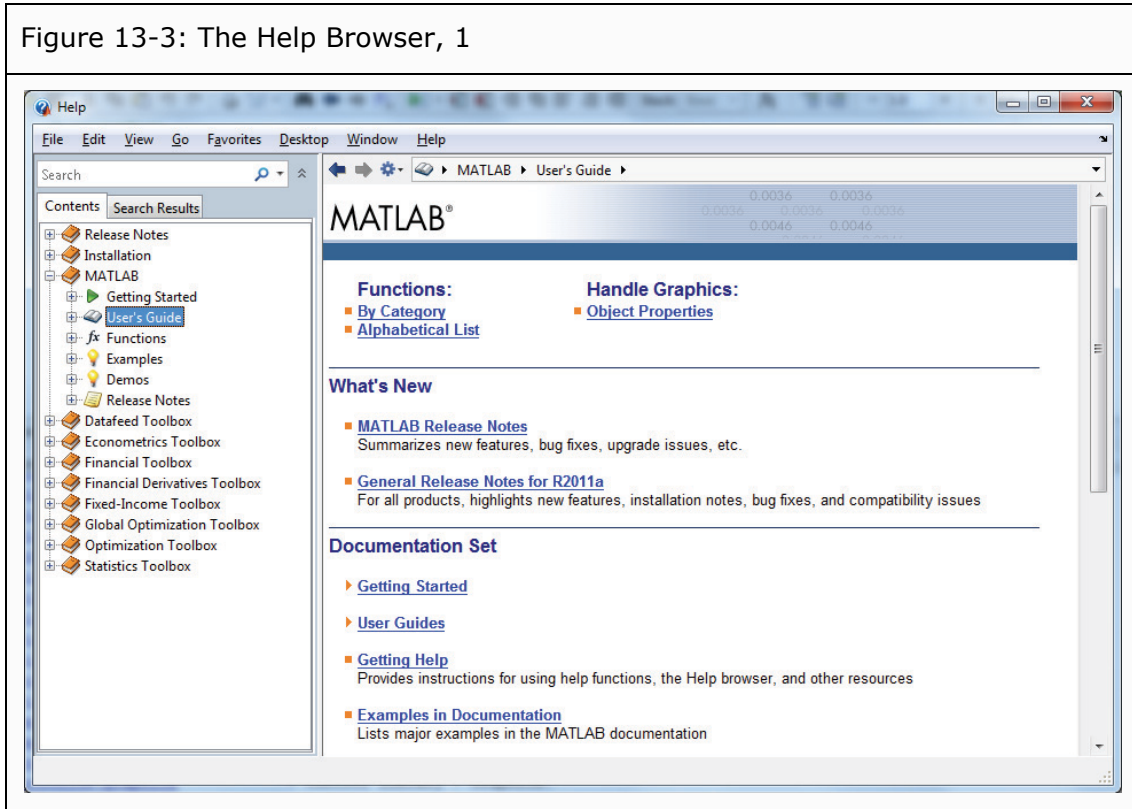 Figure 13-3: The Help Browser, 1
Help
File Edit View Go Favorites Desktop Window Help
Search
MATLAB ▸ User's Guide ▸
Contents Search Results
Release Notes
Installation
MATLAB
Getting Started
User's Guide
fx Functions
Examples
Demos
Release Notes
Datafeed Toolbox
Econometrics Toolbox
Financial Toolbox
Financial Derivatives Toolbox
Fixed-Income Toolbox
Global Optimization Toolbox
Optimization Toolbox
Statistics Toolbox
MATLAB®
0.0036 0.0036
0.0036 0.0036 0.0036
0.0046 0.0046
Functions:
By Category
Alphabetical List
Handle Graphics:
Object Properties
What's New
MATLAB Release Notes
Summarizes new features, bug fixes, upgrade issues, etc.
General Release Notes for R2011a
For all products, highlights new features, installation notes, bug fixes, and compatibility issues
Documentation Set
Getting Started
User Guides
Getting Help
Provides instructions for using help functions, the Help browser, and other resources
Examples in Documentation
Lists major examples in the MATLAB documentation